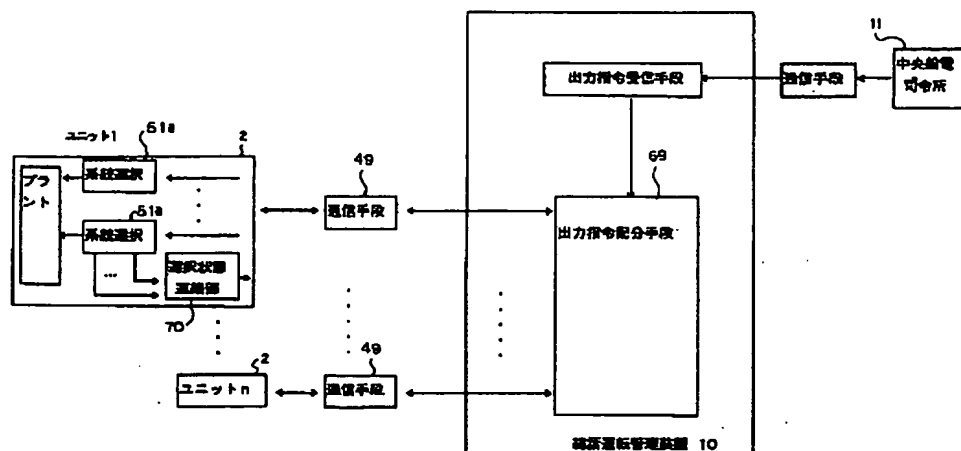 11
出力指令受信手段
通信手段
中央給電
司令所
ユニット1
51a
2
系統選択
プラ
ント
49
通信手段
69
出力指令配分手段
51a
系統選択
...
選択状態
70
49
2
ユニットn
通信手段
総括運転管理装置 10